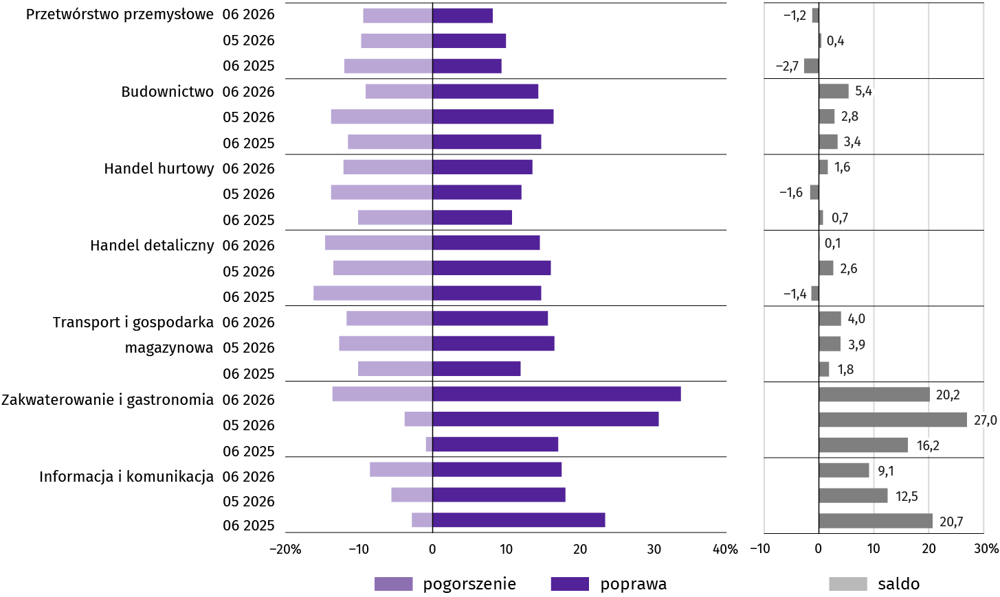 Przetwórstwo przemysłowe 06 2026 −1,2
05 2026 0,4
06 2025 −2,7
Budownictwo 06 2026 5,4
05 2026 2,8
06 2025 3,4
Handel hurtowy 06 2026 1,6
05 2026 −1,6
06 2025 0,7
Handel detaliczny 06 2026 0,1
05 2026 2,6
06 2025 −1,4
Transport i gospodarka 06 2026 4,0
magazynowa 05 2026 3,9
06 2025 1,8
Zakwaterowanie i gastronomia 06 2026 20,2
05 2026 27,0
06 2025 16,2
Informacja i komunikacja 06 2026 9,1
05 2026 12,5
06 2025 20,7
−20% −10 0 10 20 30 40% −10 0 10 20 30%
pogorszenie poprawa saldo